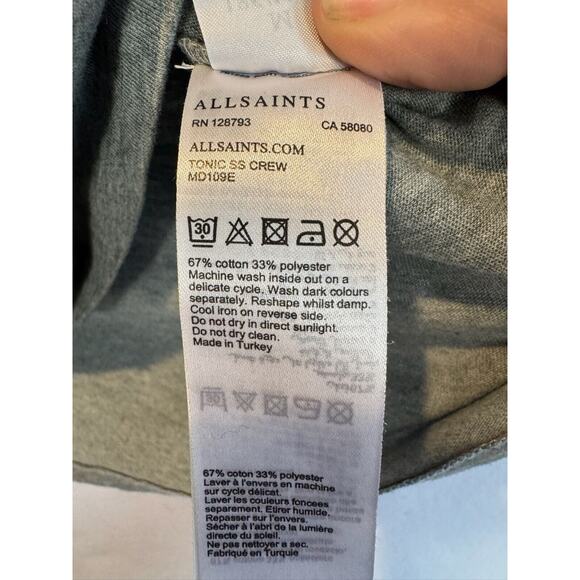 ALLSAINTS
RN 128793 CA 58080
ALLSAINTS.COM
TONIC SS CREW
MD109E
30
67% cotton 33% polyester
Machine wash inside out on a
delicate cycle. Wash dark colours
separately. Reshape whilst damp.
Cool iron on reverse side.
Do not dry in direct sunlight.
Do not dry clean.
Made in Turkey
67% cotton 33% polyester
Laver à l'envers en machine
sur cycle délicat.
Laver les couleurs foncées
separement. Etirer humide.
Repasser sur l'envers.
Sécher à l'abri de la lumière
directe du soleil.
Ne pas nettoyer a sec.
Fabriqué en Turquie